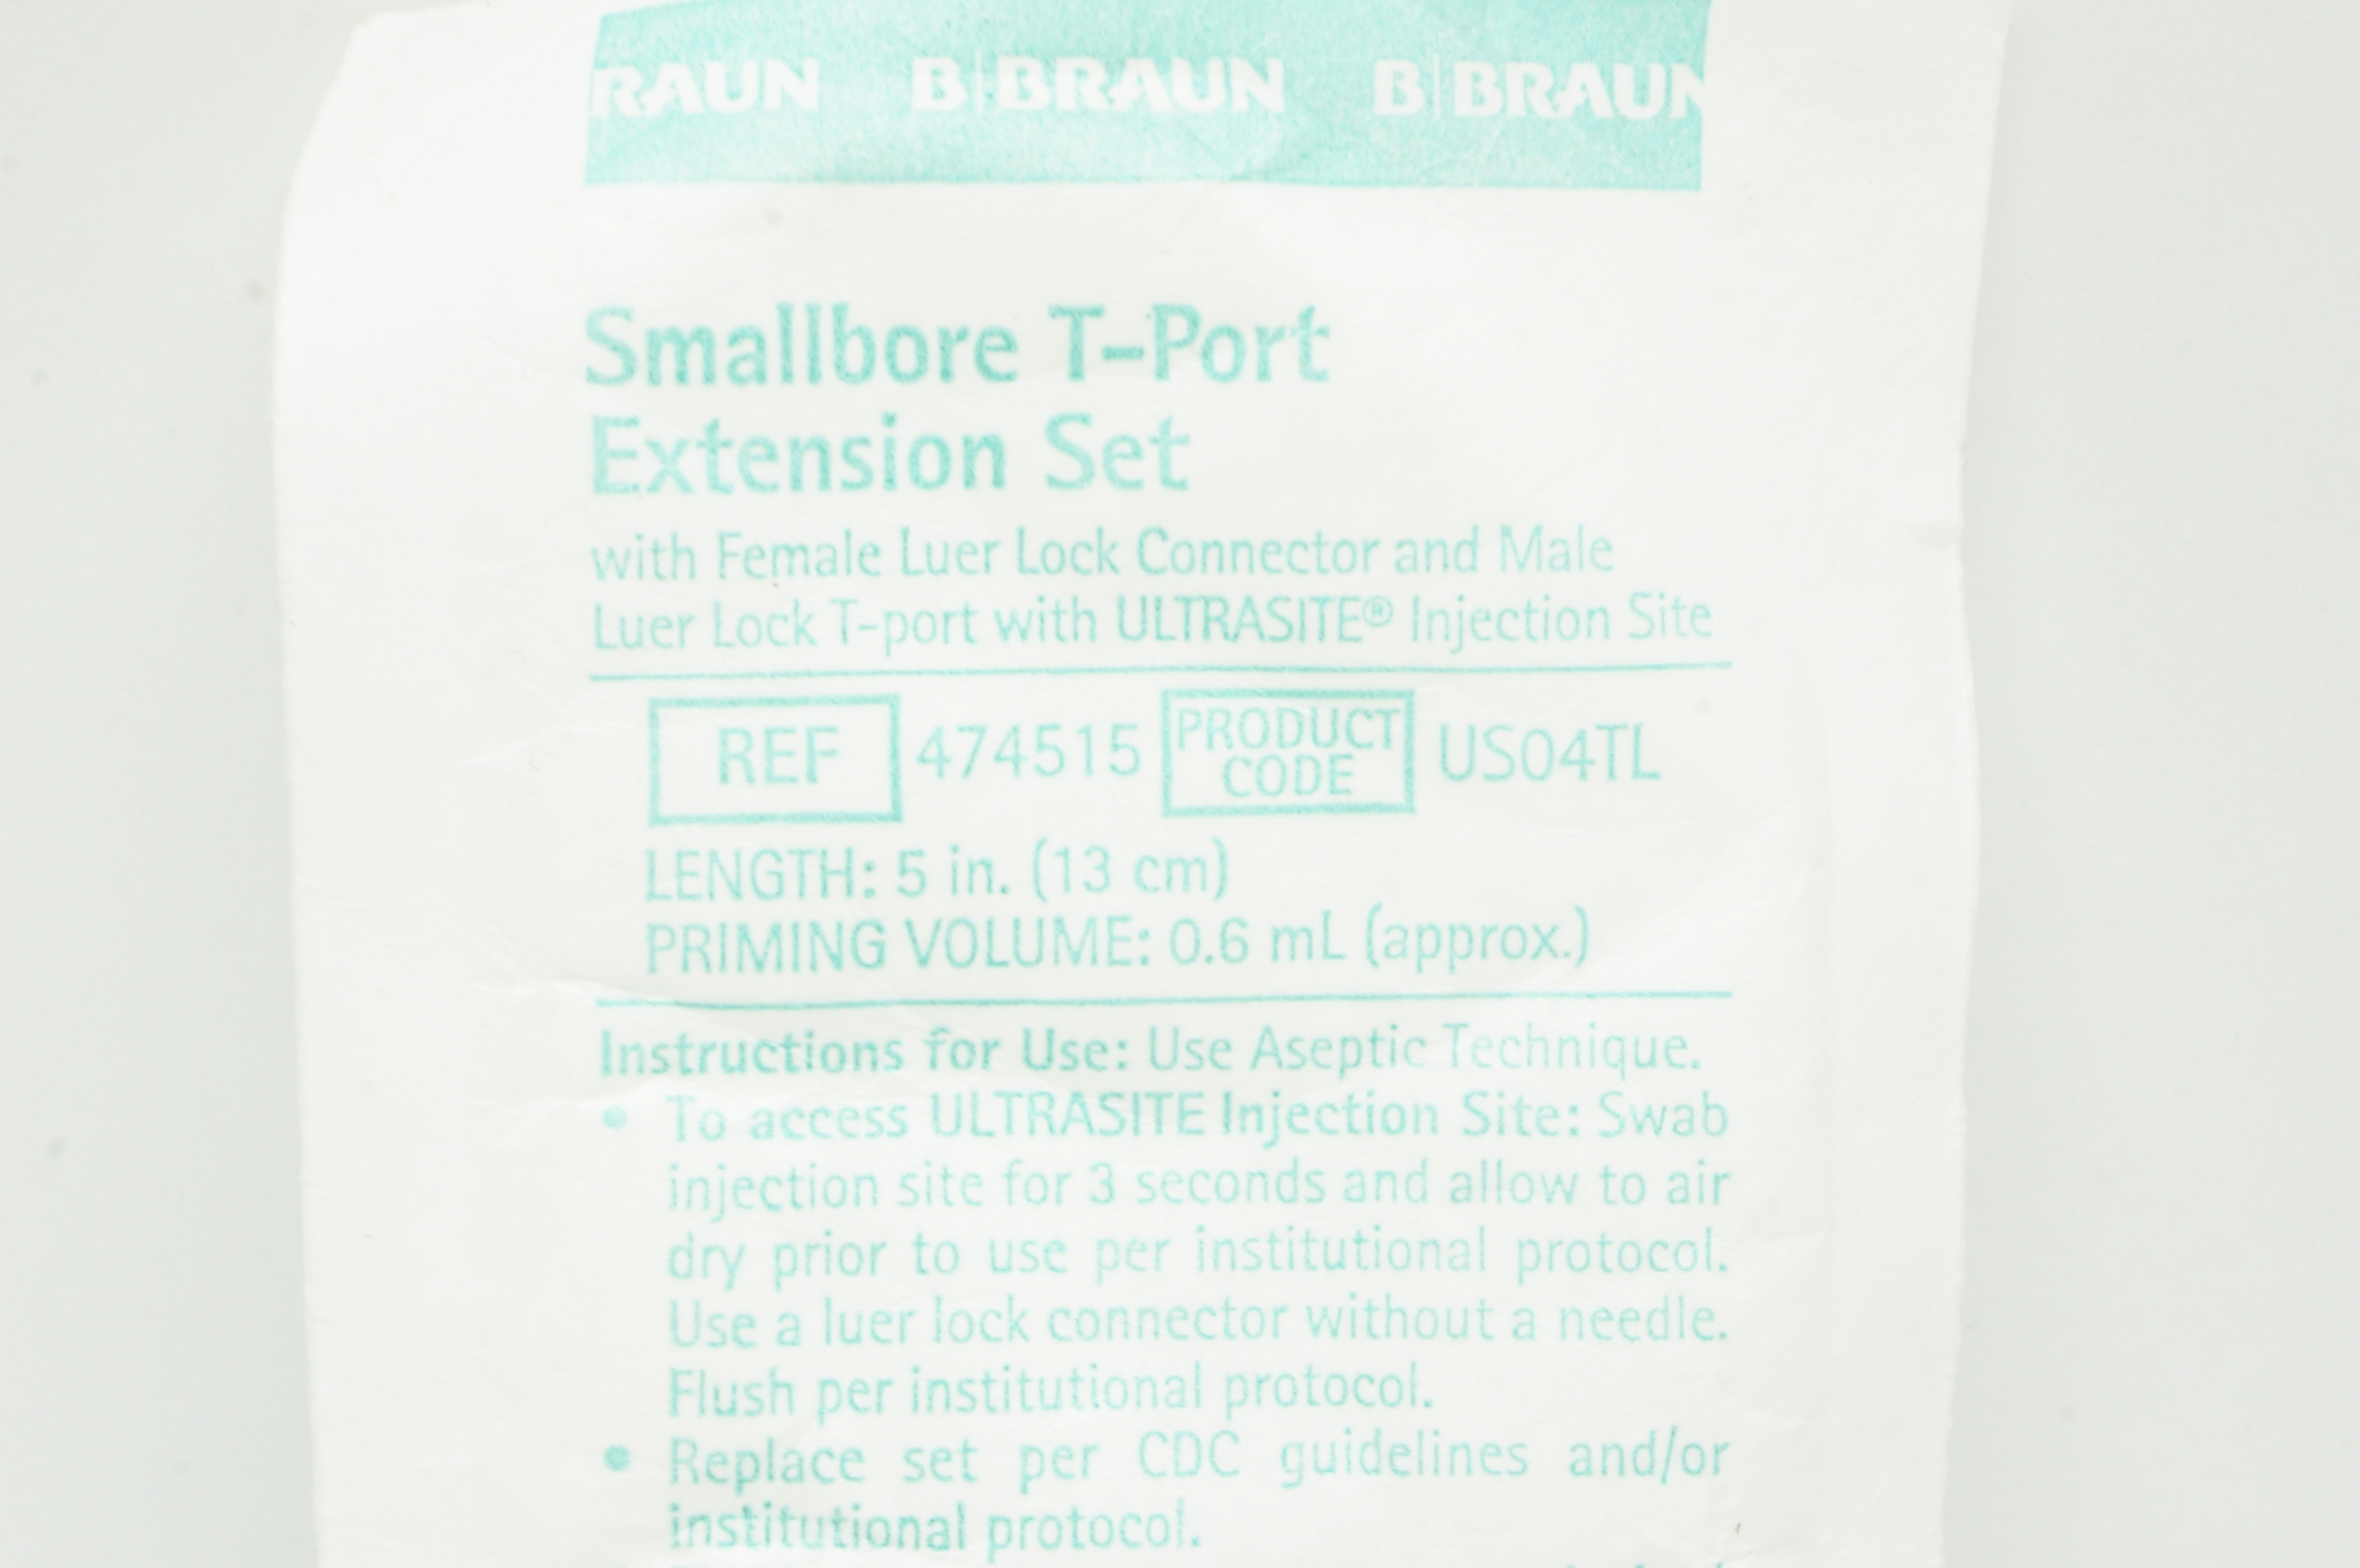 RAUN B|BRAUN B|BRAUN
Smallbore T-Port
Extension Set
with Female Luer Lock Connector and Male
Luer Lock T-port with ULTRASITE® Injection Site
REF 474515 PRODUCT CODE US04TL
LENGTH: 5 in. (13 cm)
PRIMING VOLUME: 0.6 mL (approx.)
Instructions for Use: Use Aseptic Technique.
• To access ULTRASITE Injection Site: Swab
injection site for 3 seconds and allow to air
dry prior to use per institutional protocol.
Use a luer lock connector without a needle.
Flush per institutional protocol.
• Replace set per CDC guidelines and/or
institutional protocol.